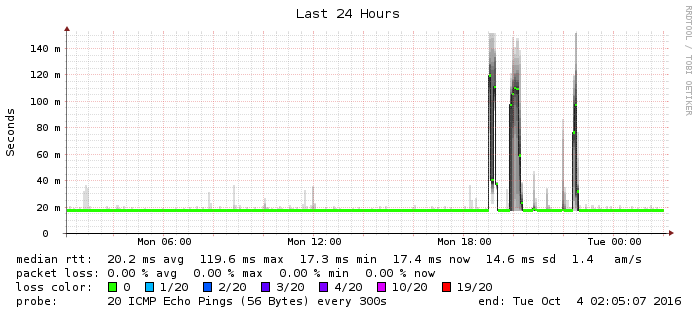 Last 24 Hours
RRDTOOL / TOBI OETIKER
Seconds
140 m
120 m
100 m
80 m
60 m
40 m
20 m
0
Mon 06:00 Mon 12:00 Mon 18:00 Tue 00:00
median rtt: 20.2 ms avg 119.6 ms max 17.3 ms min 17.4 ms now 14.6 ms sd 1.4 am/s
packet loss: 0.00 % avg 0.00 % max 0.00 % min 0.00 % now
loss color: 0 1/20 2/20 3/20 4/20 10/20 19/20
probe: 20 ICMP Echo Pings (56 Bytes) every 300s end: Tue Oct 4 02:05:07 2016